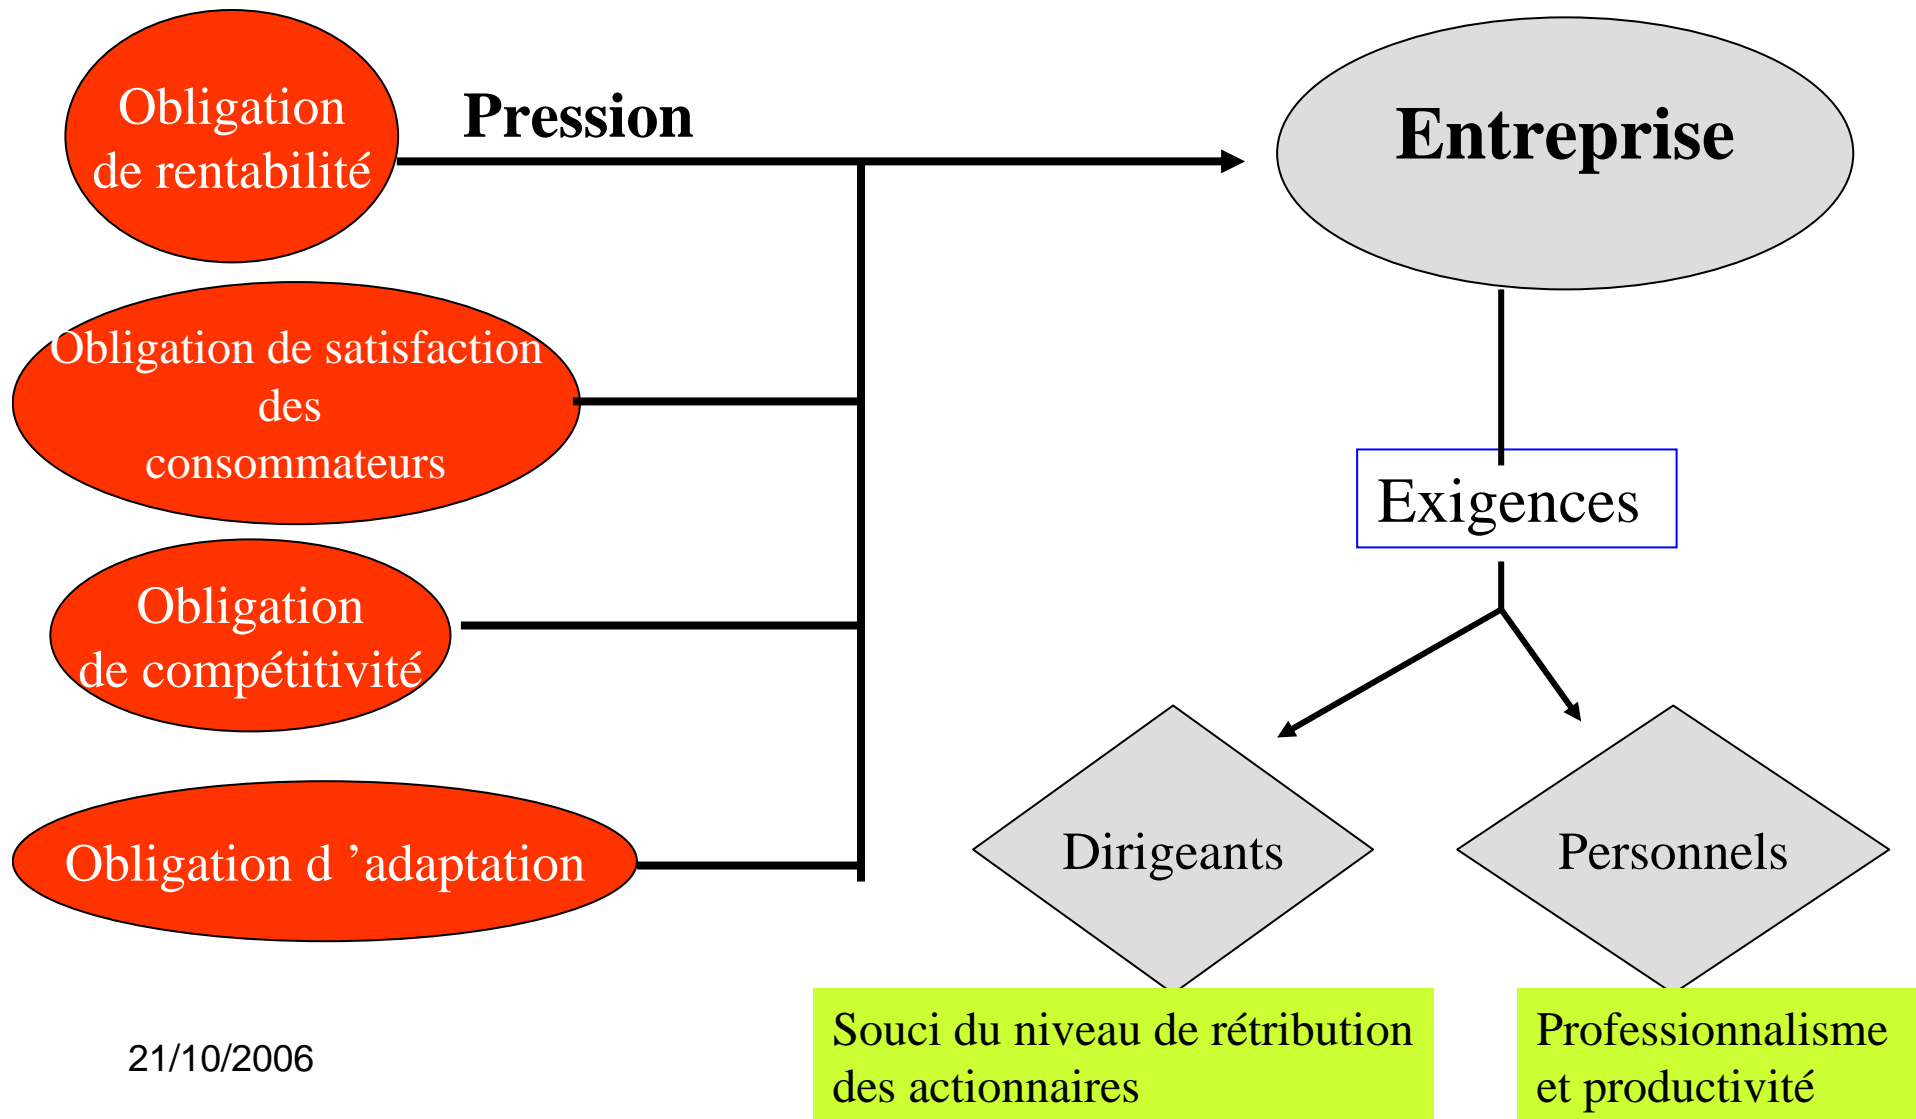 Obligation
de rentabilité
Pression
Entreprise
Obligation de satisfaction
des
consommateurs
Exigences
Obligation
de compétitivité
Obligation d ’adaptation
Dirigeants
Personnels
Souci du niveau de rétribution
des actionnaires
Professionnalisme
et productivité
21/10/2006